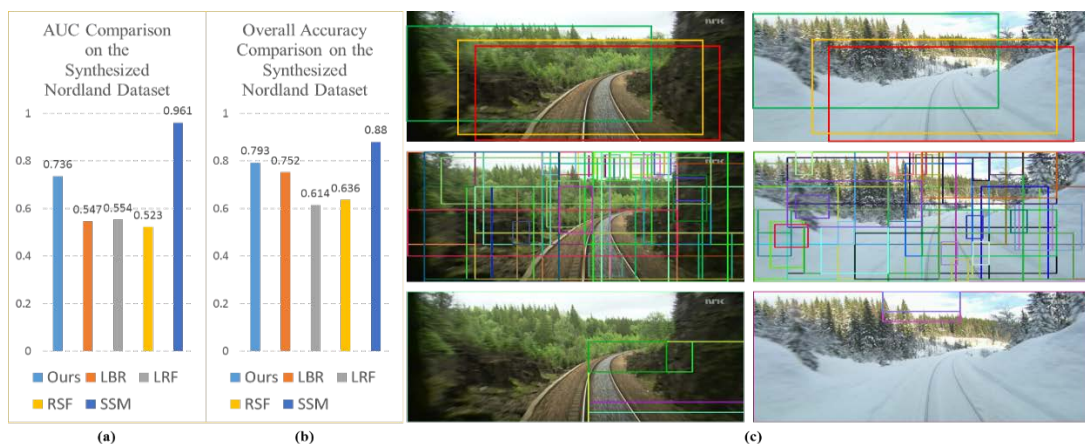 AUC Comparison
on the
Synthesized
Nordland Dataset
1
0.8
0.6
0.4
0.2
0
0.736
0.547
0.554
0.523
0.961
Ours LBR LRF
RSF SSM
(a)
Overall Accuracy
Comparison on the
Synthesized
Nordland Dataset
1
0.8
0.6
0.4
0.2
0
0.793
0.752
0.614
0.636
0.88
Ours LBR LRF
RSF SSM
(b)
NRK
NRK
NRK
(c)